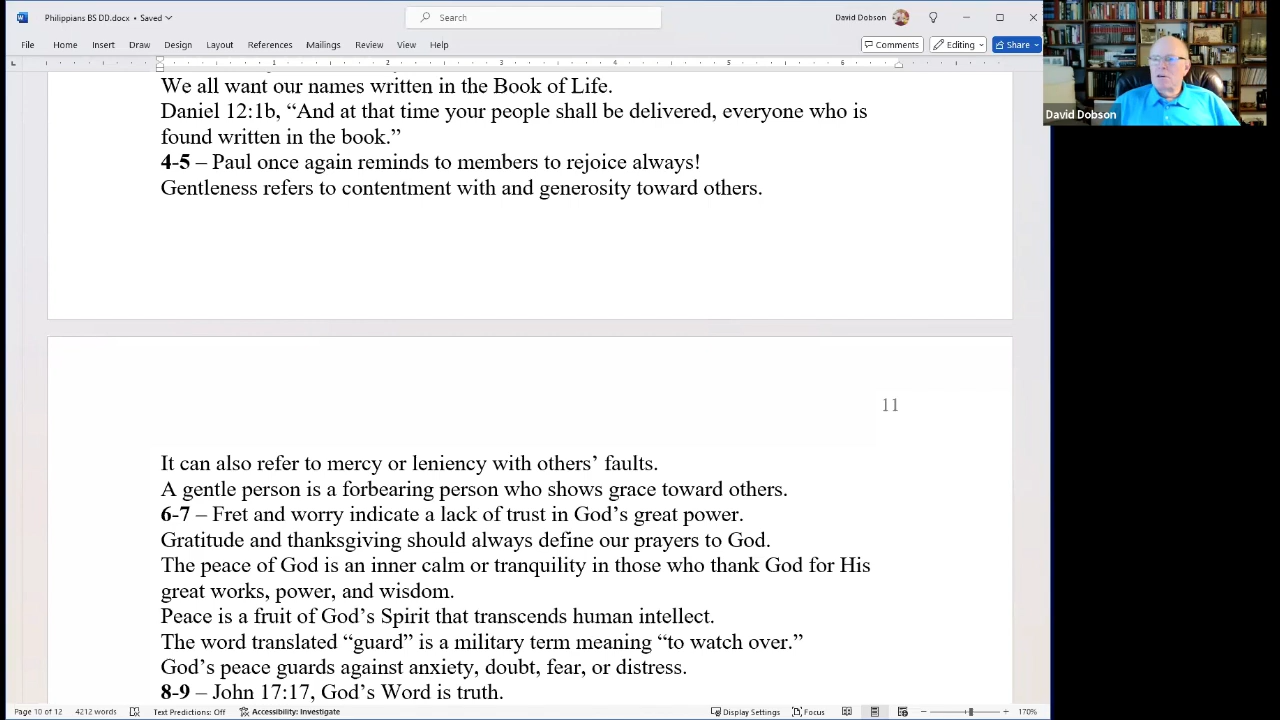 Philippians BS DD.docx • Saved
Search
David Dobson
File Home Insert Draw Design Layout References Mailings Review View Help
Comments Editing Share
1 2 3 4 5 6
We all want our names written in the Book of Life.
Daniel 12:1b, “And at that time your people shall be delivered, everyone who is
found written in the book.”
4-5 – Paul once again reminds to members to rejoice always!
Gentleness refers to contentment with and generosity toward others.
11
It can also refer to mercy or leniency with others’ faults.
A gentle person is a forbearing person who shows grace toward others.
6-7 – Fret and worry indicate a lack of trust in God’s great power.
Gratitude and thanksgiving should always define our prayers to God.
The peace of God is an inner calm or tranquility in those who thank God for His
great works, power, and wisdom.
Peace is a fruit of God’s Spirit that transcends human intellect.
The word translated “guard” is a military term meaning “to watch over.”
God’s peace guards against anxiety, doubt, fear, or distress.
8-9 – John 17:17, God’s Word is truth.
Page 10 of 12 4212 words Text Predictions: Off Accessibility: Investigate Display Settings Focus 170%
David Dobson